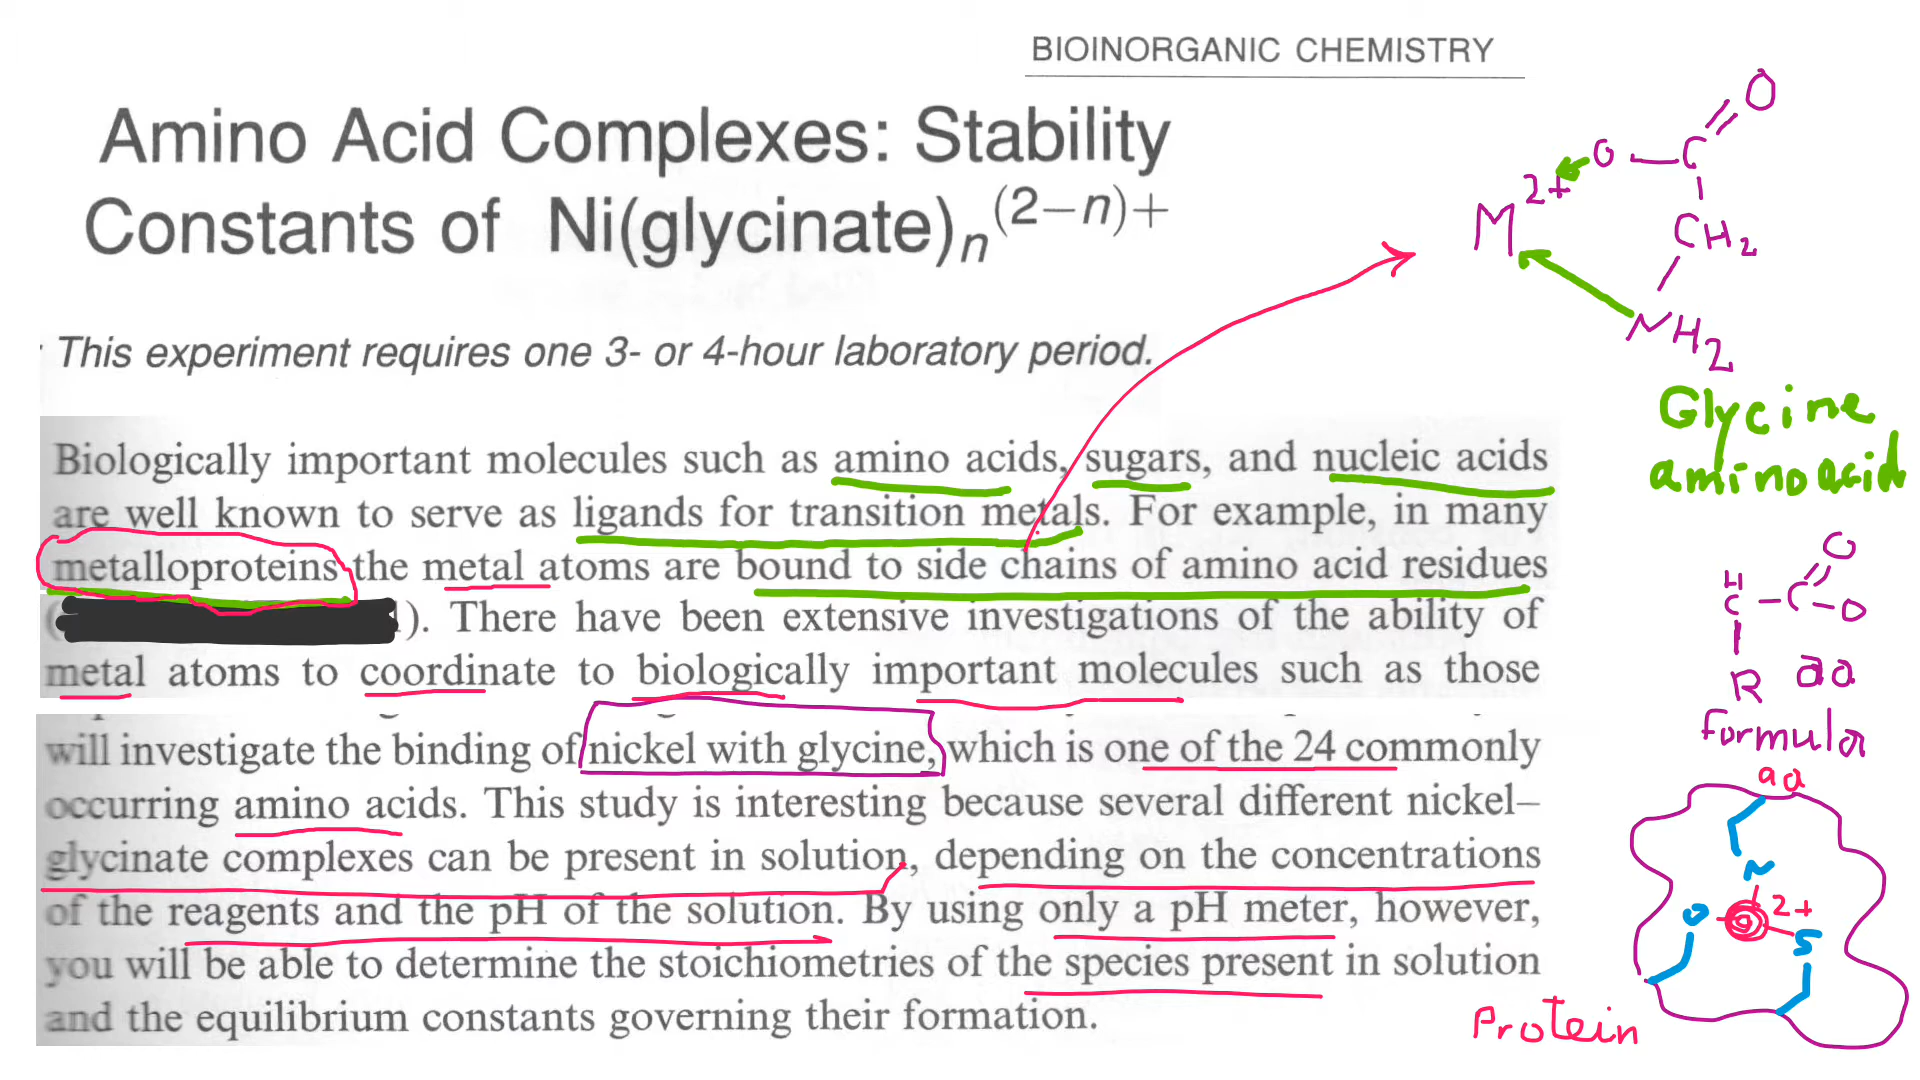 BIOINORGANIC CHEMISTRY
Amino Acid Complexes: Stability
Constants of Ni(glycinate)n(2−n)+
This experiment requires one 3- or 4-hour laboratory period.
Biologically important molecules such as amino acids, sugars, and nucleic acids
are well known to serve as ligands for transition metals. For example, in many
metalloproteins the metal atoms are bound to side chains of amino acid residues
( ). There have been extensive investigations of the ability of
metal atoms to coordinate to biologically important molecules such as those
will investigate the binding of nickel with glycine, which is one of the 24 commonly
occurring amino acids. This study is interesting because several different nickel–
glycinate complexes can be present in solution, depending on the concentrations
of the reagents and the pH of the solution. By using only a pH meter, however,
you will be able to determine the stoichiometries of the species present in solution
and the equilibrium constants governing their formation.
O
O C
M 2+
CH2
NH2
Glycine
amino acid
O
H
C C O
R aa
Formula
aa
N
O 2+ S
Protein